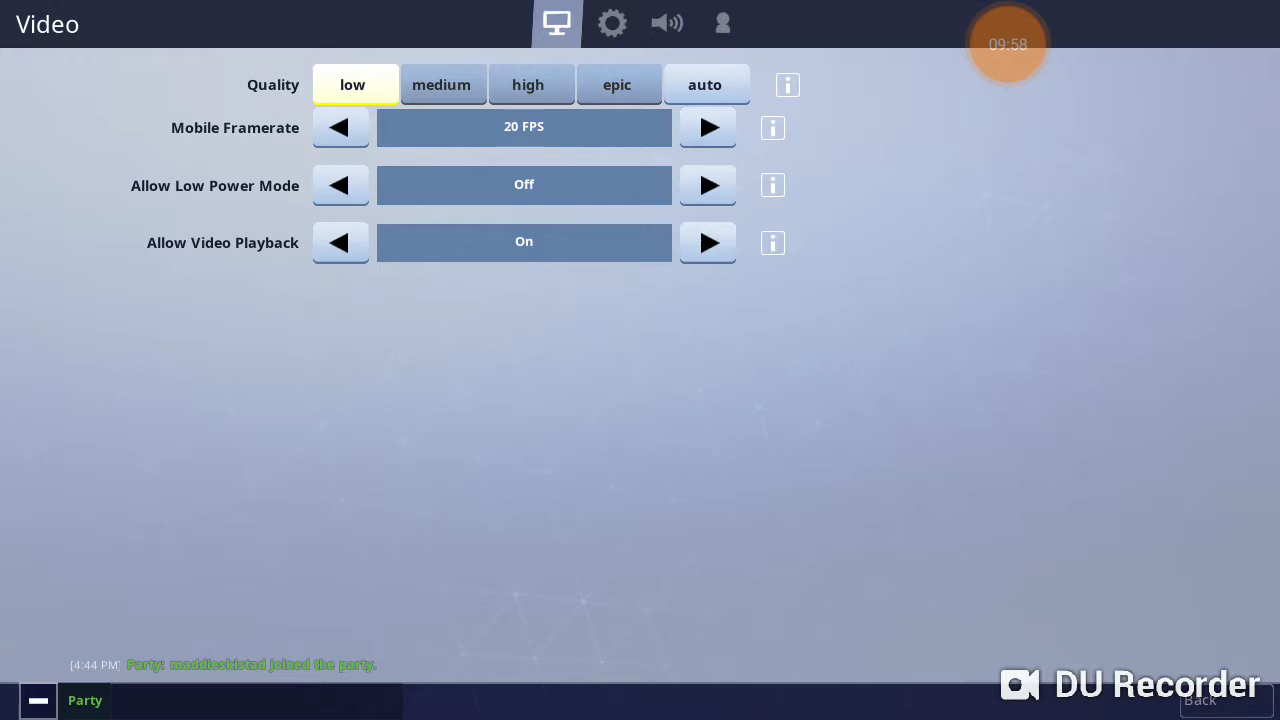 Video
09:58
Quality low medium high epic auto
Mobile Framerate 20 FPS
Allow Low Power Mode Off
Allow Video Playback On
[4:44 PM] Party: maddieskistad joined the party.
Party
DU Recorder
Back